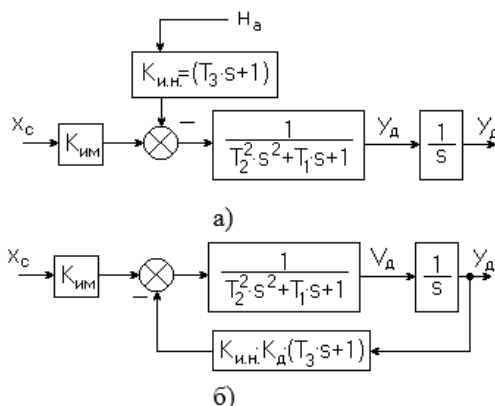 Hₐ
Kи.н.=(T₃·s+1)
Xc
Kим
−
1
T₂²·s²+T₁·s+1
Yд
1
s
Yд
а)
Xc
Kим
−
1
T₂²·s²+T₁·s+1
Vд
1
s
Yд
Kи.н.·Kд·(T₃·s+1)
б)